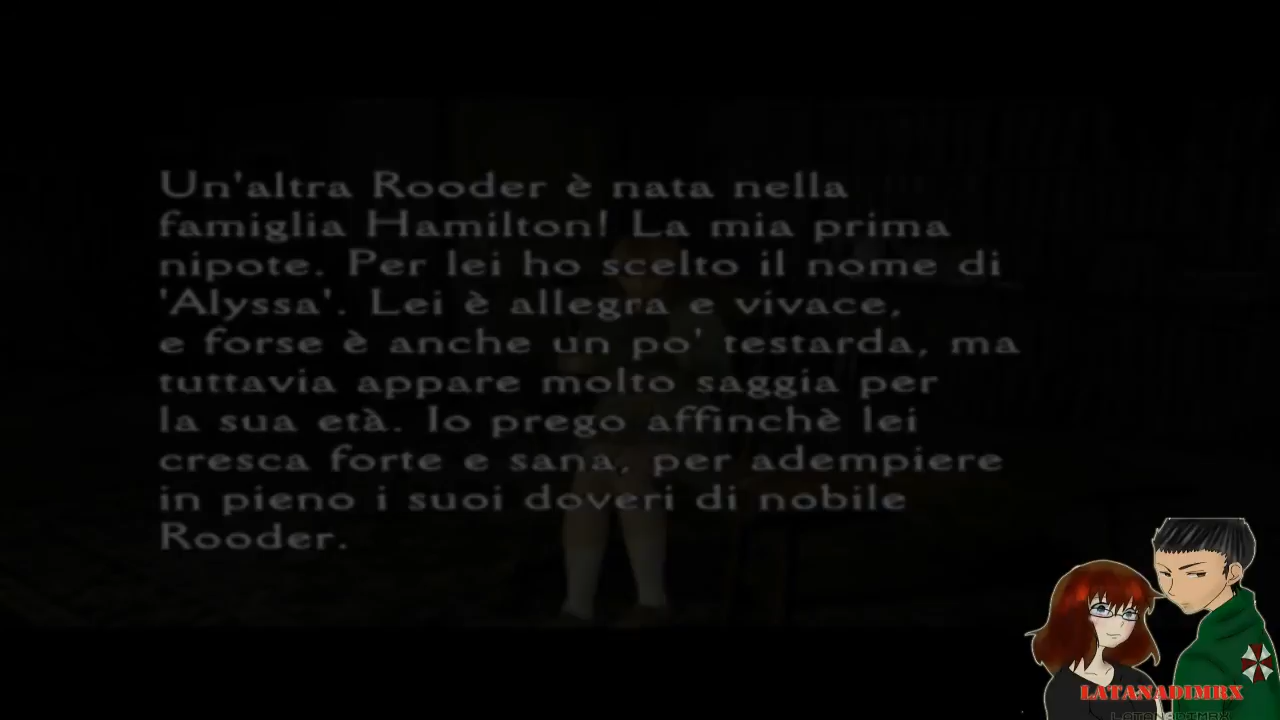 Un'altra Rooder è nata nella
famiglia Hamilton! La mia prima
nipote. Per lei ho scelto il nome di
'Alyssa'. Lei è allegra e vivace,
e forse è anche un po' testarda, ma
tuttavia appare molto saggia per
la sua età. Io prego affinchè lei
cresca forte e sana, per adempiere
in pieno i suoi doveri di nobile
Rooder.
LATANADIMRX
LATANADIMRX